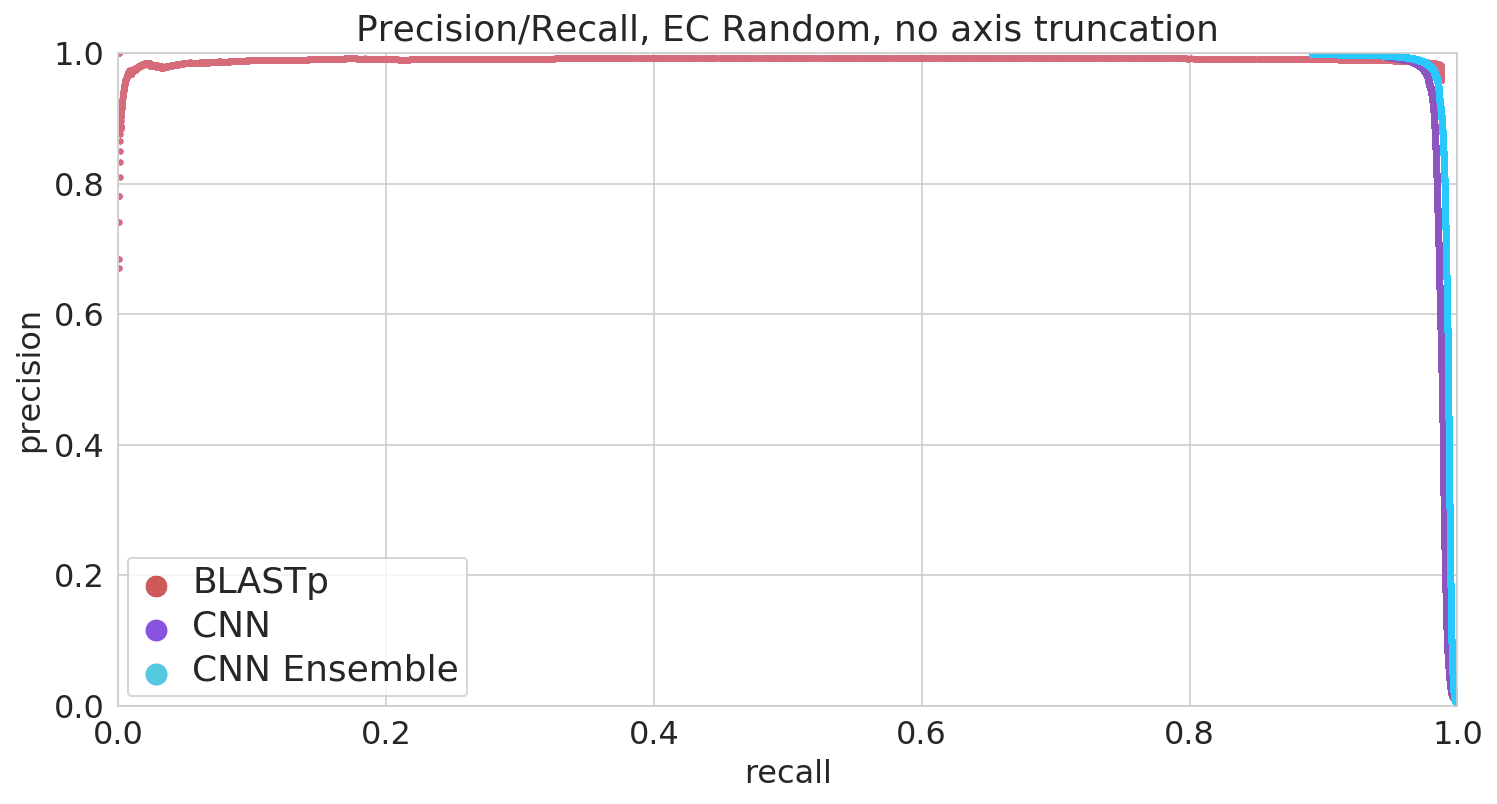 Precision/Recall, EC Random, no axis truncation
1.0
0.8
0.6
0.4
0.2
0.0
precision
BLASTp
CNN
CNN Ensemble
0.0 0.2 0.4 0.6 0.8 1.0
recall